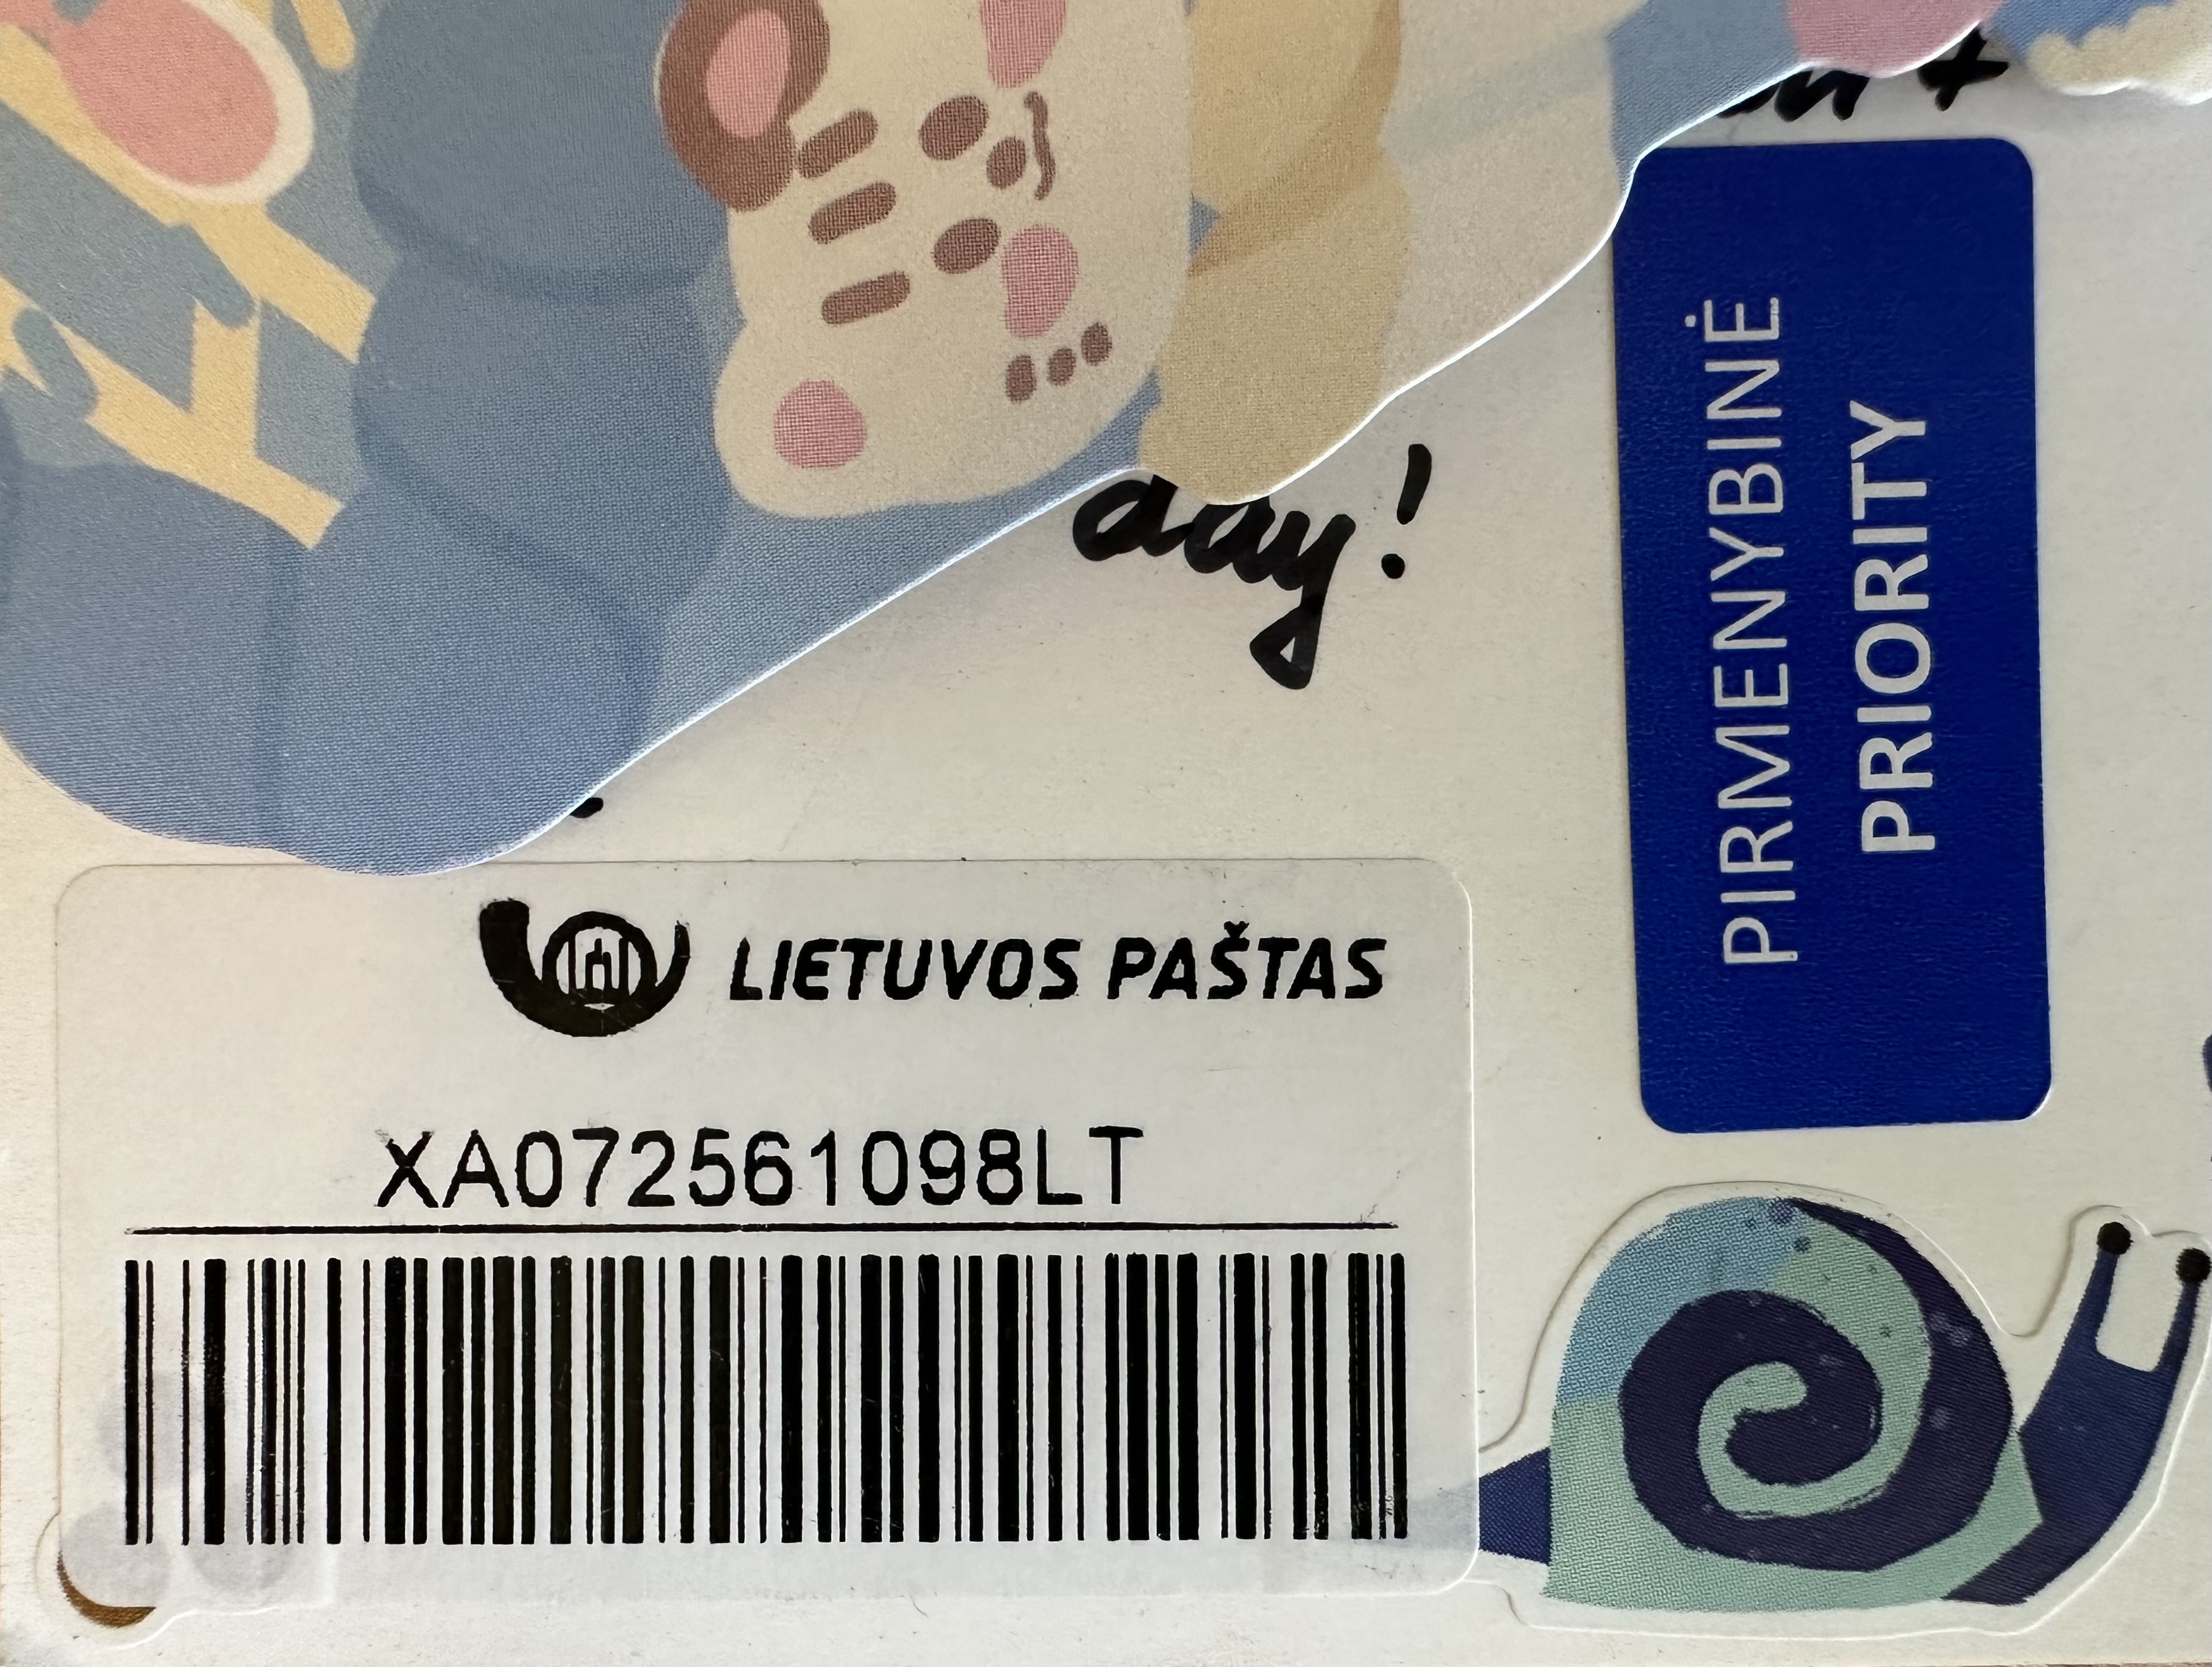 day!
PIRMENYBINĖ
PRIORITY
LIETUVOS PAŠTAS
XA072561098LT